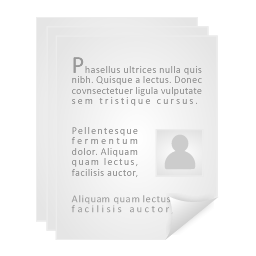 Phasellus ultrices nulla quis
nibh. Quisque a lectus. Donec
covnsectetuer ligula vulputate
sem tristique cursus.
Pellentesque
fermentum
dolor. Aliquam
quam lectus,
facilisis auctor,
Aliquam quam lectus
facilisis auctor